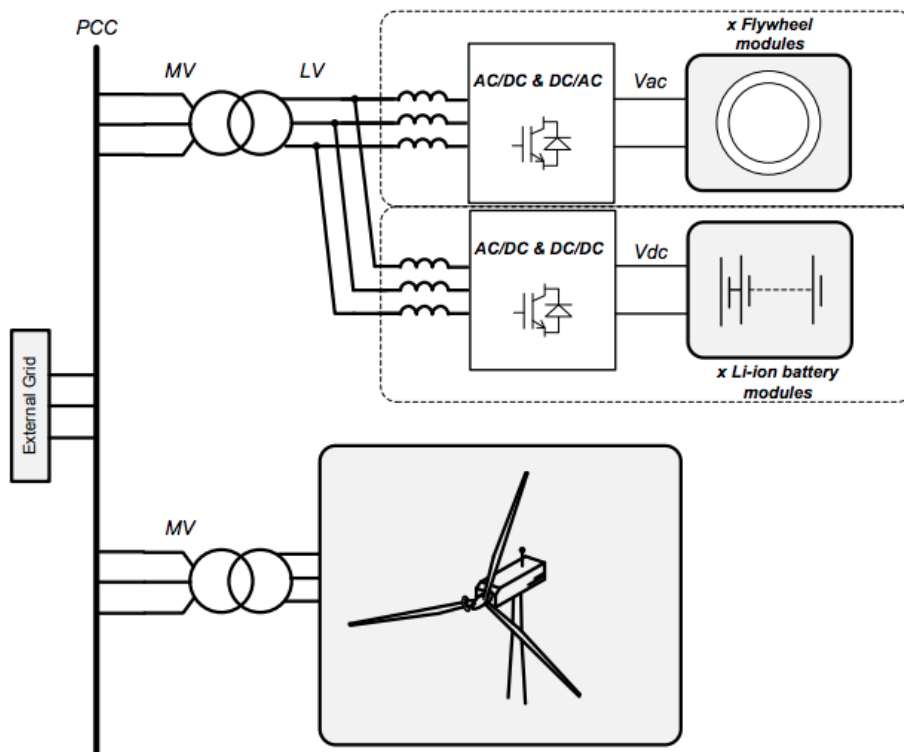 PCC
MV
LV
AC/DC & DC/AC
Vac
x Flywheel
modules
AC/DC & DC/DC
Vdc
x Li-ion battery
modules
External Grid
MV